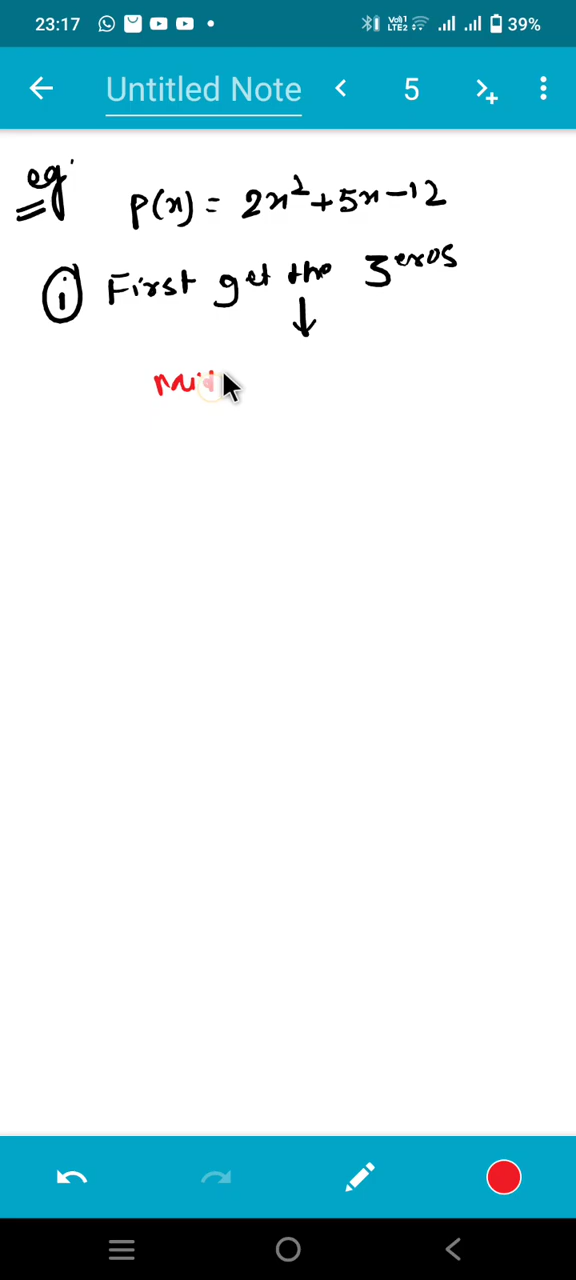 23:17 39%
Untitled Note < 5
eg:
P(x) = 2x²+5x-12
(i) First get the zeros
↓